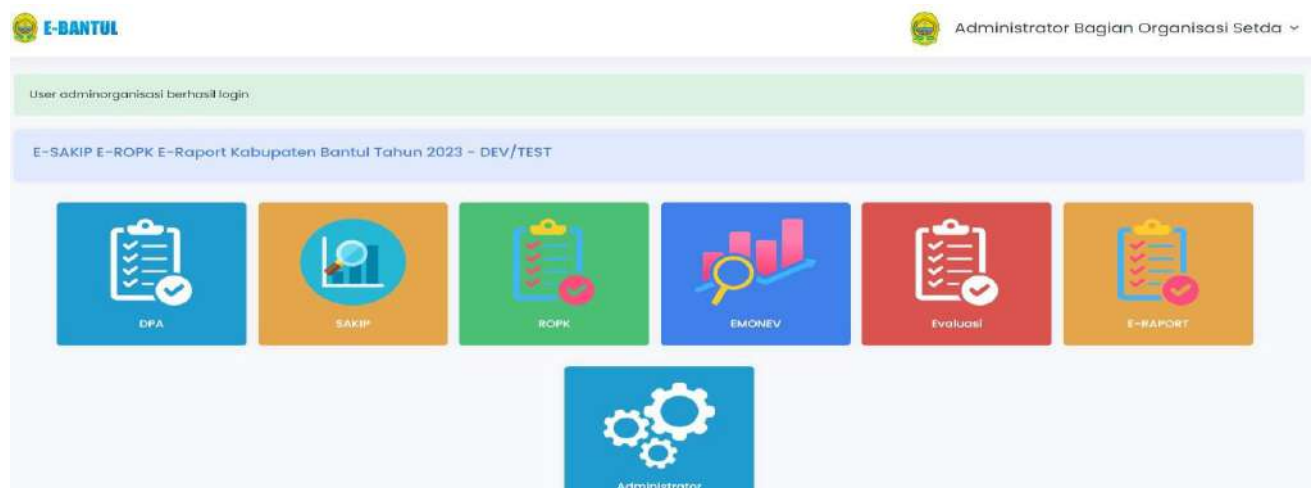 E-BANTUL
Administrator Bagian Organisasi Setda
User adminorganisasi berhasil login
E-SAKIP E-ROPK E-Raport Kabupaten Bantul Tahun 2023 - DEV/TEST
DPA
SAKIP
ROPK
EMONEV
Evaluasi
E-RAPORT
Administrator